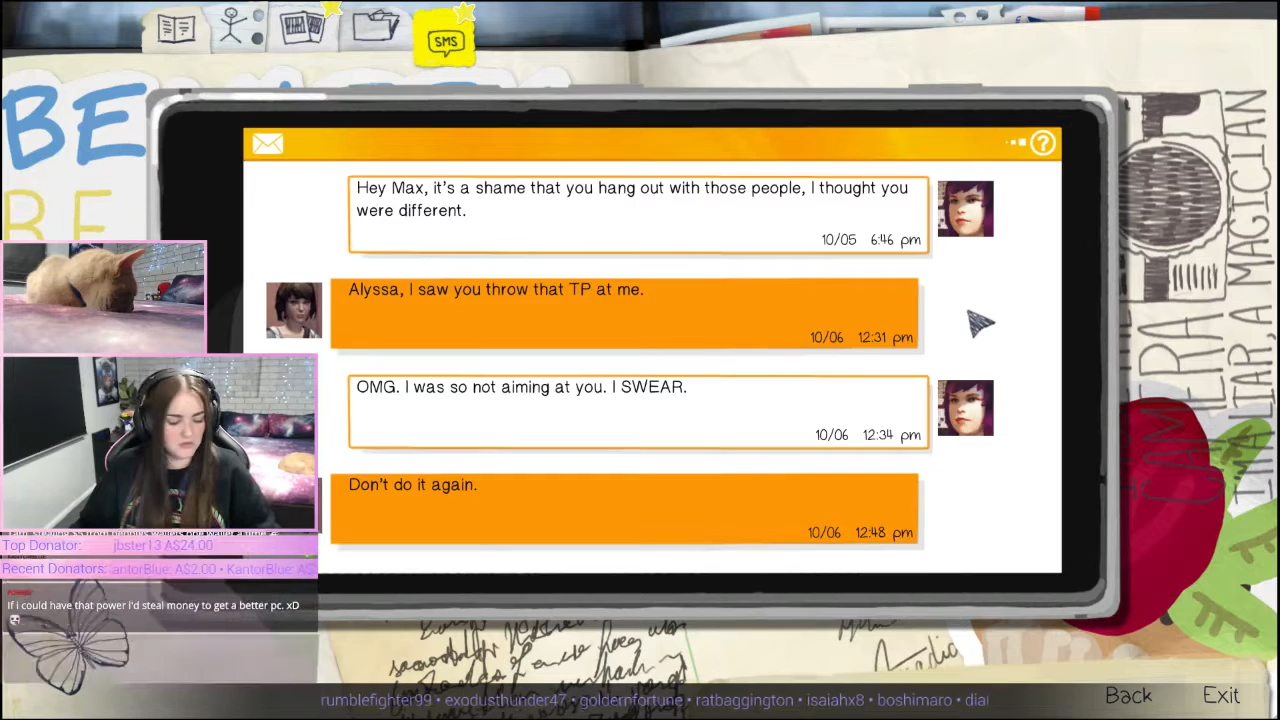 SMS
BE
BE
Hey Max, it's a shame that you hang out with those people, I thought you
were different.
10/05 6:46 pm
Alyssa, I saw you throw that TP at me.
10/06 12:31 pm
OMG. I was so not aiming at you. I SWEAR.
10/06 12:34 pm
Don't do it again.
10/06 12:48 pm
CAMERA
LIAR, A MAGICIAN
Top Donator: jbster13 A$24.00
Recent Donators: antorBlue: A$2.00 • KantorBlue: A$
If i could have that power i'd steal money to get a better pc. xD
rumblefighter99 • exodusthunder47 • goldernfortune • ratbaggington • isaiahx8 • boshimaro • dia
Back Exit